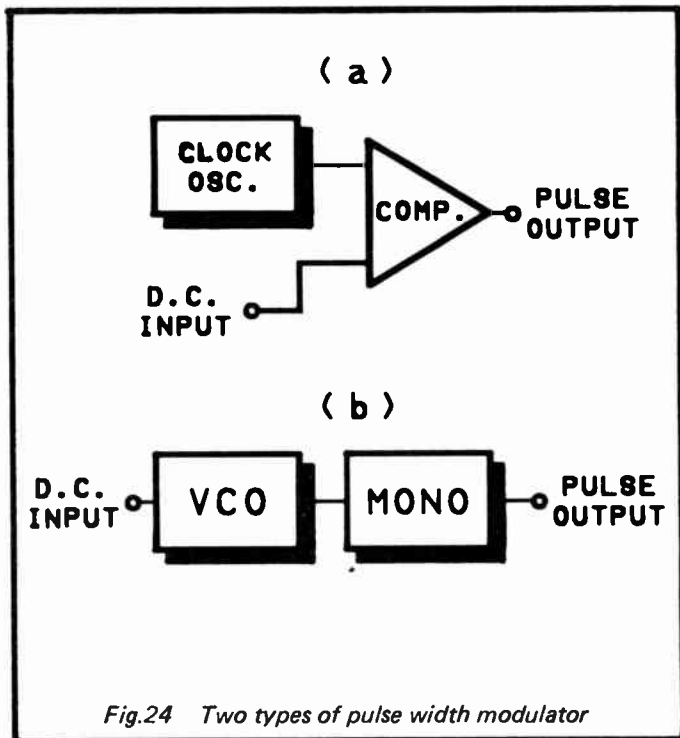 ( a )
CLOCK
OSC.
COMP.
PULSE
OUTPUT
D.C.
INPUT
( b )
D.C.
INPUT
VCO
MONO
PULSE
OUTPUT
Fig.24 Two types of pulse width modulator